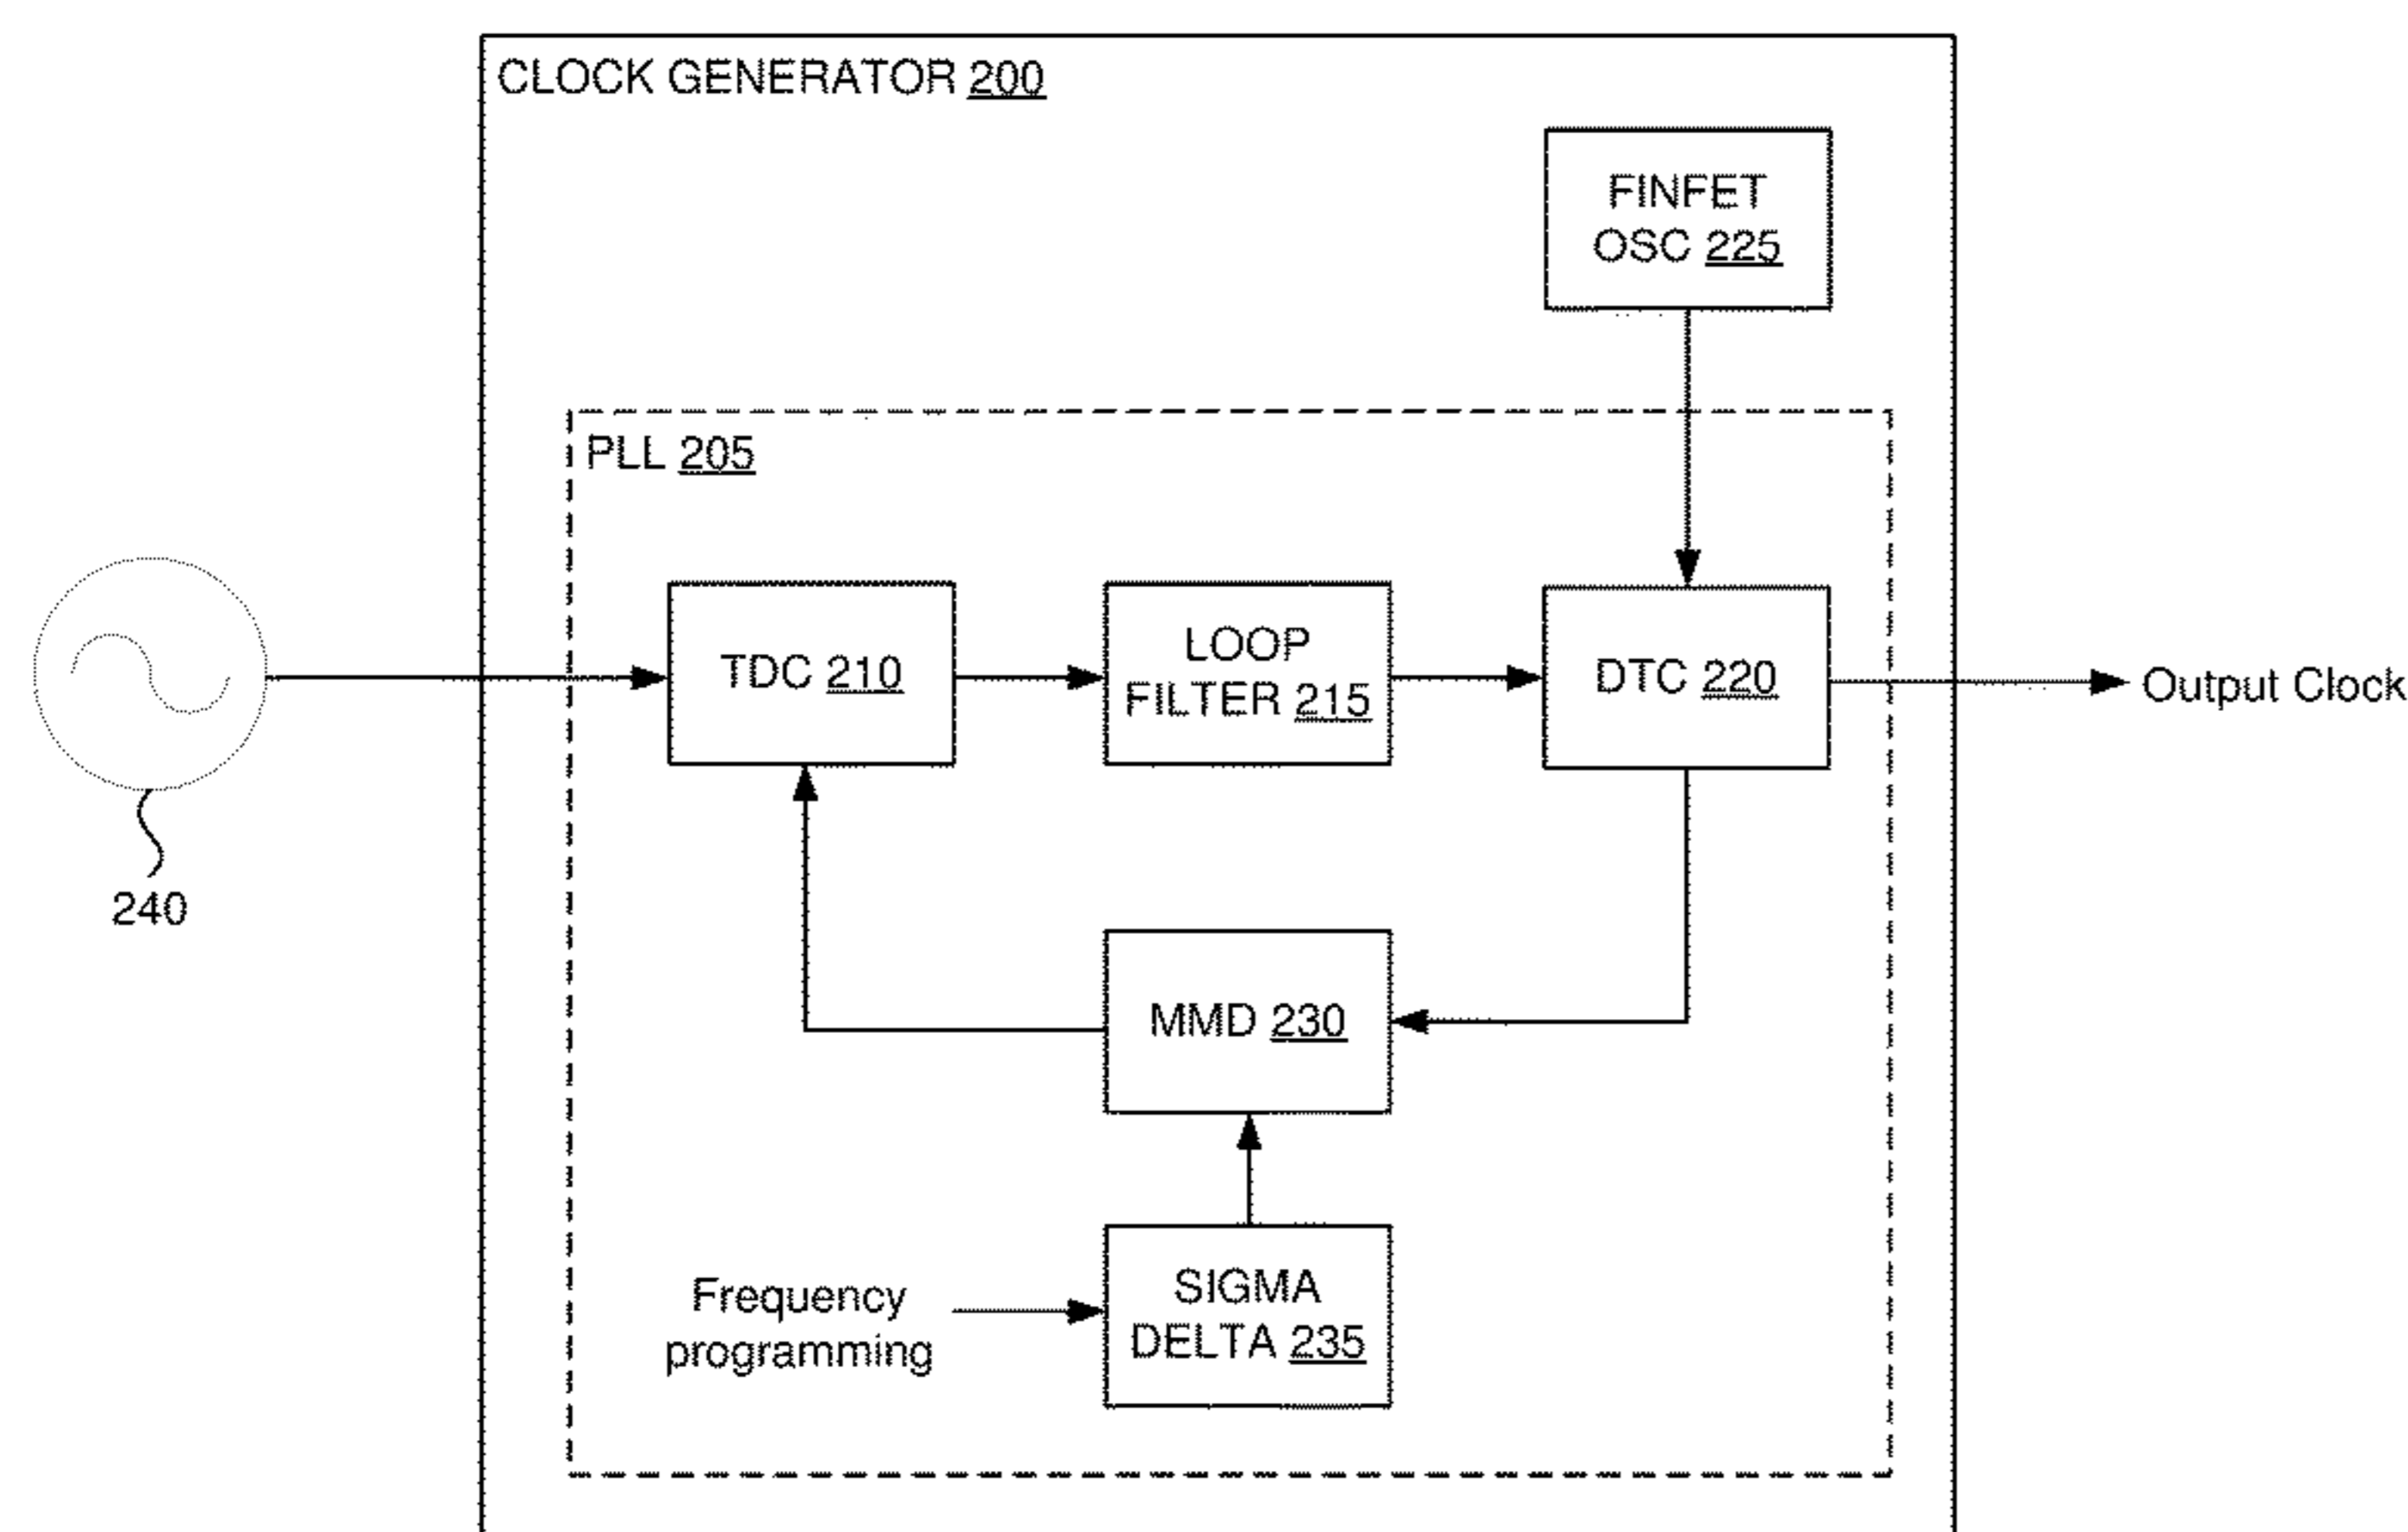 CLOCK GENERATOR 200
FINFET
OSC 225
PLL 205
TDC 210
LOOP
FILTER 215
DTC 220
Output Clock
240
MMD 230
Frequency
programming
SIGMA
DELTA 235